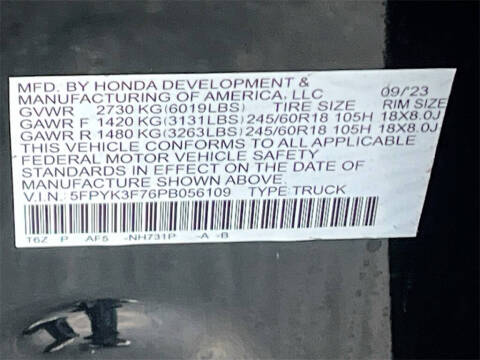 MFD. BY HONDA DEVELOPMENT &
MANUFACTURING OF AMERICA, LLC 09/23
GVWR 2730 KG(6019LBS) TIRE SIZE RIM SIZE
GAWR F 1420 KG(3131LBS) 245/60R18 105H 18X8.0J
GAWR R 1480 KG(3263LBS) 245/60R18 105H 18X8.0J
THIS VEHICLE CONFORMS TO ALL APPLICABLE
FEDERAL MOTOR VEHICLE SAFETY
STANDARDS IN EFFECT ON THE DATE OF
MANUFACTURE SHOWN ABOVE.
V.I.N.: 5FPYK3F76PB056109 TYPE:TRUCK
T6Z P AF5 -NH731P -A -B